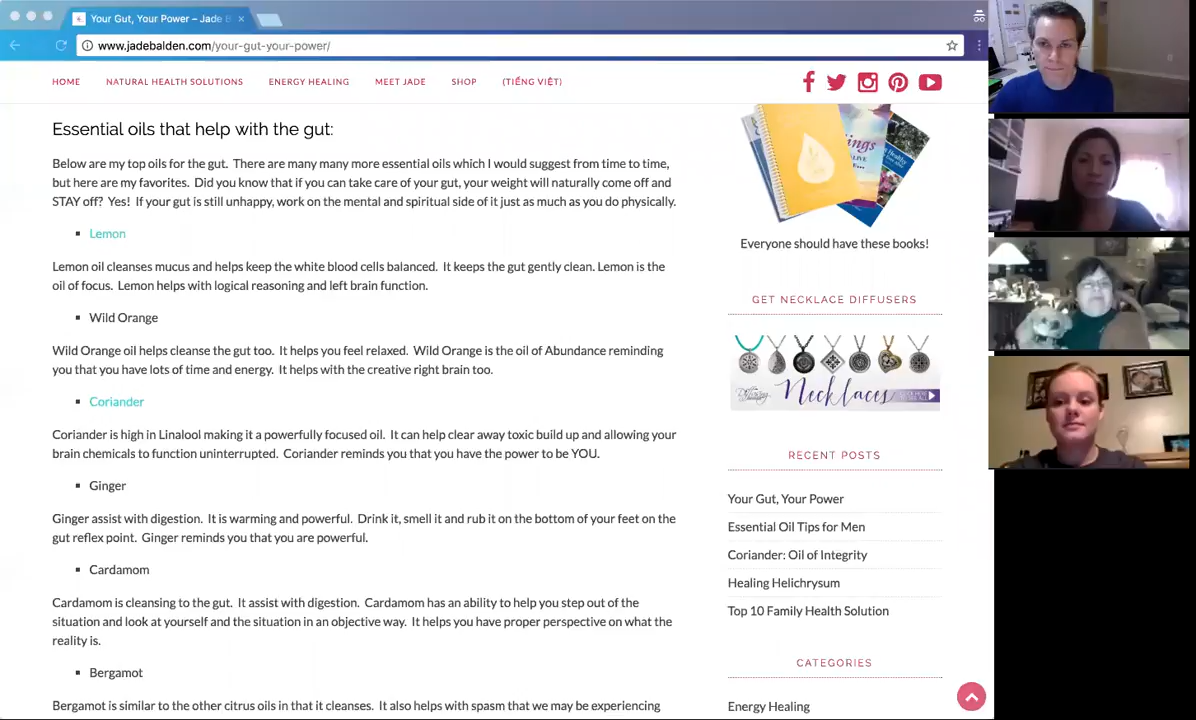 Your Gut, Your Power – Jade B
www.jadebalden.com/your-gut-your-power/
HOME NATURAL HEALTH SOLUTIONS ENERGY HEALING MEET JADE SHOP (TIẾNG VIỆT)
Essential oils that help with the gut:
Below are my top oils for the gut. There are many many more essential oils which I would suggest from time to time,
but here are my favorites. Did you know that if you can take care of your gut, your weight will naturally come off and
STAY off? Yes! If your gut is still unhappy, work on the mental and spiritual side of it just as much as you do physically.
Lemon
Lemon oil cleanses mucus and helps keep the white blood cells balanced. It keeps the gut gently clean. Lemon is the
oil of focus. Lemon helps with logical reasoning and left brain function.
Wild Orange
Wild Orange oil helps cleanse the gut too. It helps you feel relaxed. Wild Orange is the oil of Abundance reminding
you that you have lots of time and energy. It helps with the creative right brain too.
Coriander
Coriander is high in Linalool making it a powerfully focused oil. It can help clear away toxic build up and allowing your
brain chemicals to function uninterrupted. Coriander reminds you that you have the power to be YOU.
Ginger
Ginger assist with digestion. It is warming and powerful. Drink it, smell it and rub it on the bottom of your feet on the
gut reflex point. Ginger reminds you that you are powerful.
Cardamom
Cardamom is cleansing to the gut. It assist with digestion. Cardamom has an ability to help you step out of the
situation and look at yourself and the situation in an objective way. It helps you have proper perspective on what the
reality is.
Bergamot
Bergamot is similar to the other citrus oils in that it cleanses. It also helps with spasm that we may be experiencing
Everyone should have these books!
GET NECKLACE DIFFUSERS
Necklaces
RECENT POSTS
Your Gut, Your Power
Essential Oil Tips for Men
Coriander: Oil of Integrity
Healing Helichrysum
Top 10 Family Health Solution
CATEGORIES
Energy Healing